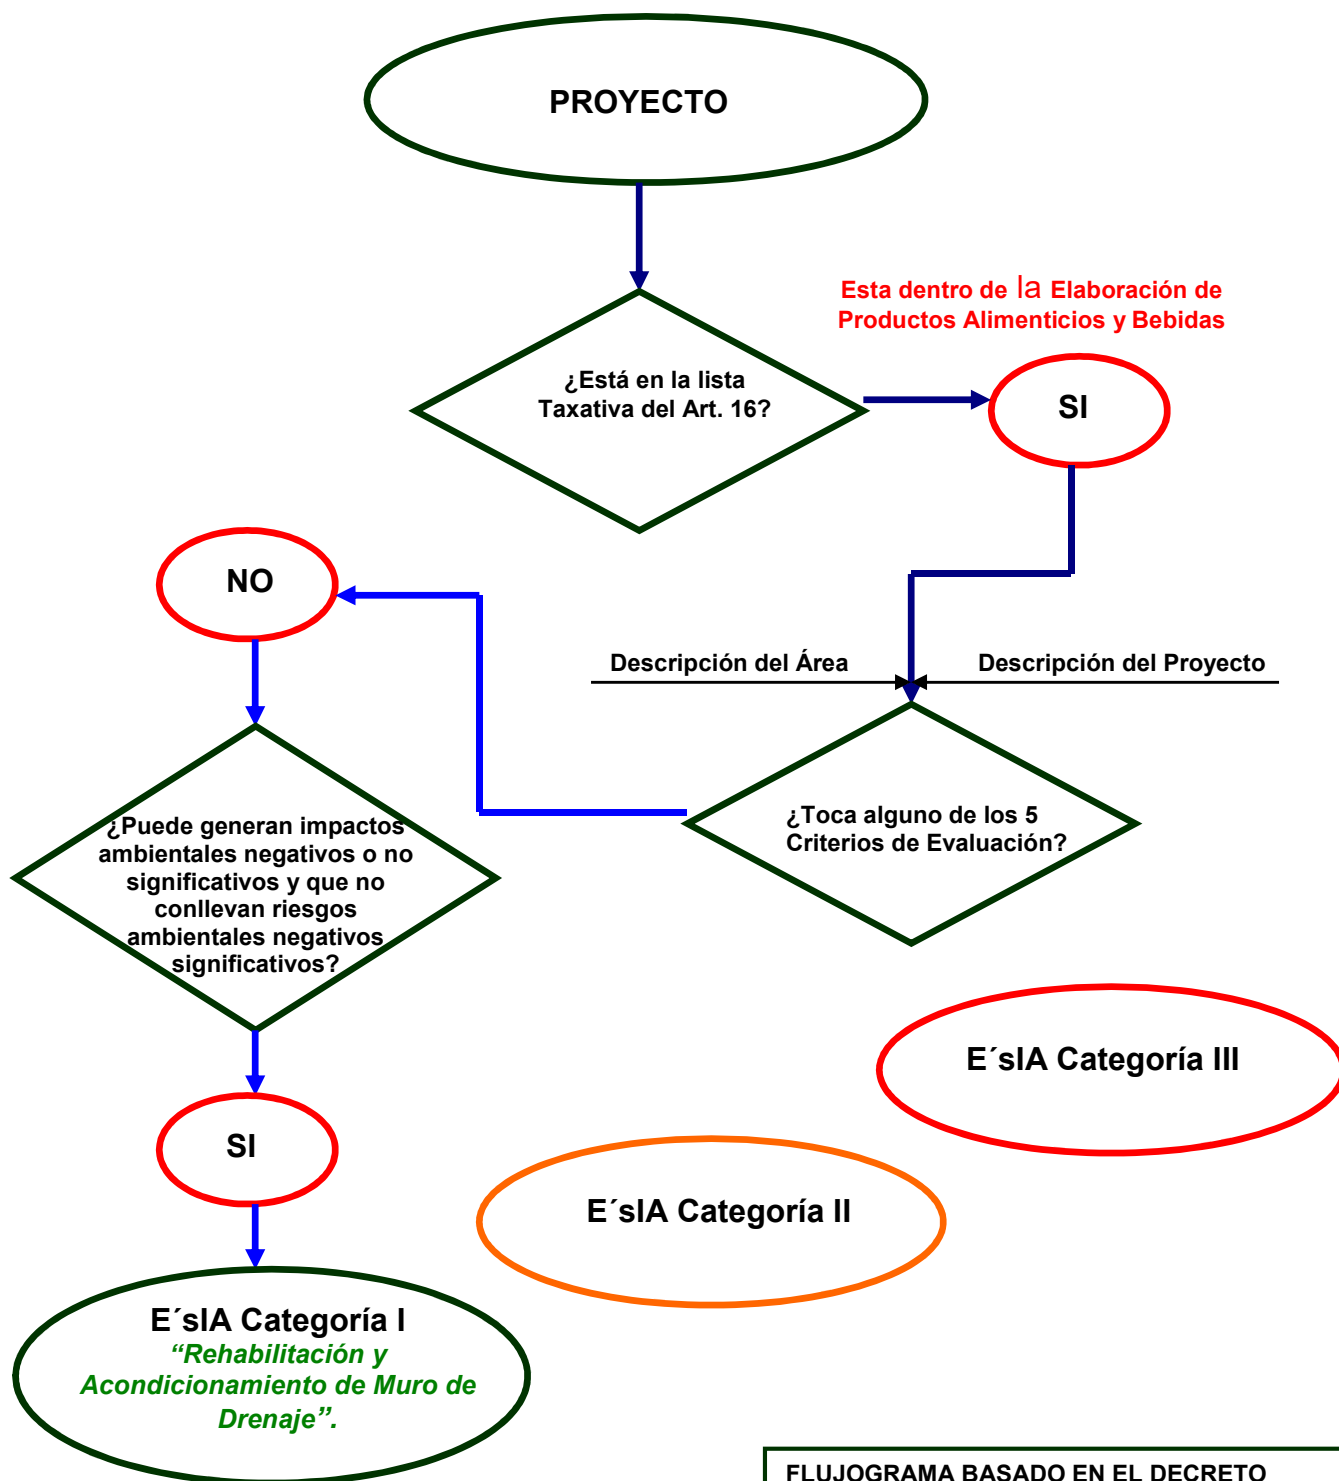 PROYECTO
Esta dentro de la Elaboración de
Productos Alimenticios y Bebidas
¿Está en la lista
Taxativa del Art. 16?
SI
NO
Descripción del Área
Descripción del Proyecto
¿Toca alguno de los 5
Criterios de Evaluación?
¿Puede generan impactos
ambientales negativos o no
significativos y que no
conllevan riesgos
ambientales negativos
significativos?
E´sIA Categoría III
SI
E´sIA Categoría II
E´sIA Categoría I
“Rehabilitación y
Acondicionamiento de Muro de
Drenaje”.
FLUJOGRAMA BASADO EN EL DECRETO